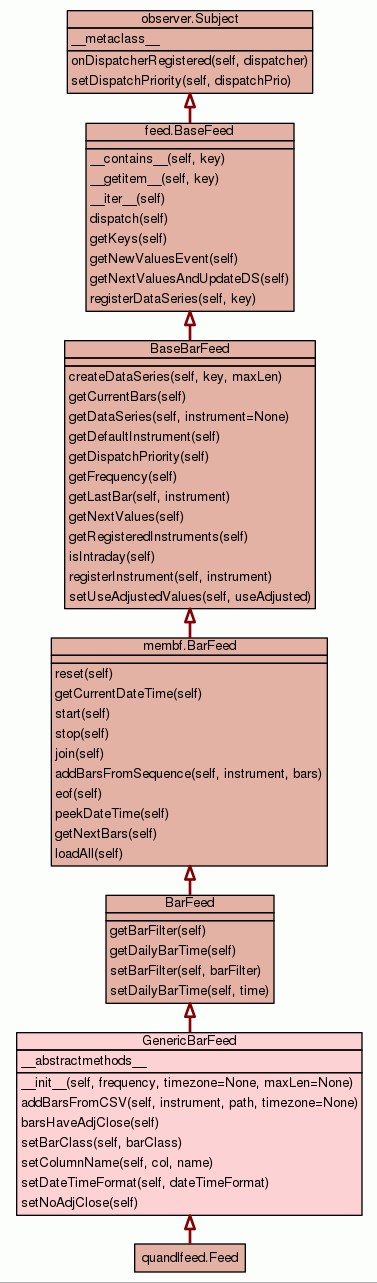 observer.Subject
__metaclass__
onDispatcherRegistered(self, dispatcher)
setDispatchPriority(self, dispatchPrio)
feed.BaseFeed
__contains__(self, key)
__getitem__(self, key)
__iter__(self)
dispatch(self)
getKeys(self)
getNewValuesEvent(self)
getNextValuesAndUpdateDS(self)
registerDataSeries(self, key)
BaseBarFeed
createDataSeries(self, key, maxLen)
getCurrentBars(self)
getDataSeries(self, instrument=None)
getDefaultInstrument(self)
getDispatchPriority(self)
getFrequency(self)
getLastBar(self, instrument)
getNextValues(self)
getRegisteredInstruments(self)
isIntraday(self)
registerInstrument(self, instrument)
setUseAdjustedValues(self, useAdjusted)
membf.BarFeed
reset(self)
getCurrentDateTime(self)
start(self)
stop(self)
join(self)
addBarsFromSequence(self, instrument, bars)
eof(self)
peekDateTime(self)
getNextBars(self)
loadAll(self)
BarFeed
getBarFilter(self)
getDailyBarTime(self)
setBarFilter(self, barFilter)
setDailyBarTime(self, time)
GenericBarFeed
__abstractmethods__
__init__(self, frequency, timezone=None, maxLen=None)
addBarsFromCSV(self, instrument, path, timezone=None)
barsHaveAdjClose(self)
setBarClass(self, barClass)
setColumnName(self, col, name)
setDateTimeFormat(self, dateTimeFormat)
setNoAdjClose(self)
quandlfeed.Feed